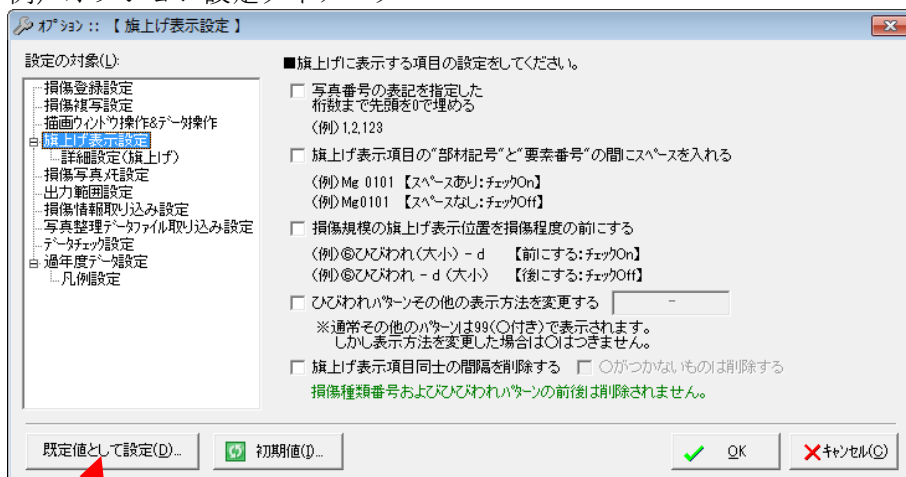 ｵﾌﾟｼｮﾝ :: 【 旗上げ表示設定 】
設定の対象(L):
損傷登録設定
損傷複写設定
描画ｳｨﾝﾄﾞｳ操作&ﾃﾞｰﾀ操作
旗上げ表示設定
詳細設定(旗上げ)
損傷写真ﾒﾓ設定
出力範囲設定
損傷情報取り込み設定
写真整理ﾃﾞｰﾀﾌｧｲﾙ取り込み設定
ﾃﾞｰﾀﾁｪｯｸ設定
過年度ﾃﾞｰﾀ設定
凡例設定
■旗上げに表示する項目の設定をしてください。
写真番号の表記を指定した
桁数まで先頭を0で埋める
(例) 1,2,123
旗上げ表示項目の“部材記号”と“要素番号”の間にｽﾍﾟｰｽを入れる
(例) Mg 0101 【ｽﾍﾟｰｽあり:ﾁｪｯｸOn】
(例) Mg0101 【ｽﾍﾟｰｽなし:ﾁｪｯｸOff】
損傷規模の旗上げ表示位置を損傷程度の前にする
(例)⑥ひびわれ(大小) - d 【前にする:ﾁｪｯｸOn】
(例)⑥ひびわれ - d (大小) 【後にする:ﾁｪｯｸOff】
ひびわれﾊﾟﾀｰﾝその他の表示方法を変更する -
※通常その他のﾊﾟﾀｰﾝは99(〇付き)で表示されます。
しかし表示方法を変更した場合は〇はつきません。
旗上げ表示項目同士の間隔を削除する 〇がつかないものは削除する
損傷種類番号およびひびわれﾊﾟﾀｰﾝの前後は削除されません。
既定値として設定(D)... 初期値(I)... OK ｷｬﾝｾﾙ(C)